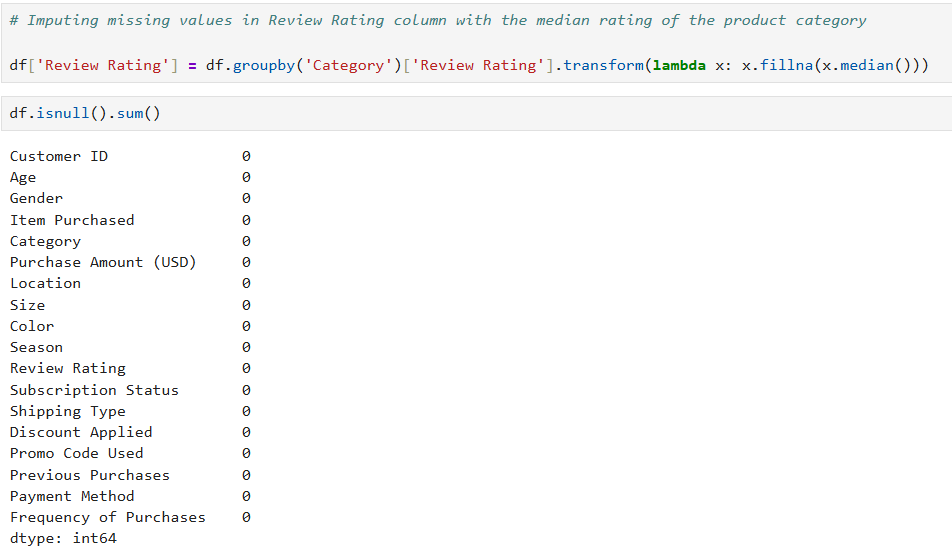 # Imputing missing values in Review Rating column with the median rating of the product category
df['Review Rating'] = df.groupby('Category')['Review Rating'].transform(lambda x: x.fillna(x.median()))
df.isnull().sum()
Customer ID 0
Age 0
Gender 0
Item Purchased 0
Category 0
Purchase Amount (USD) 0
Location 0
Size 0
Color 0
Season 0
Review Rating 0
Subscription Status 0
Shipping Type 0
Discount Applied 0
Promo Code Used 0
Previous Purchases 0
Payment Method 0
Frequency of Purchases 0
dtype: int64